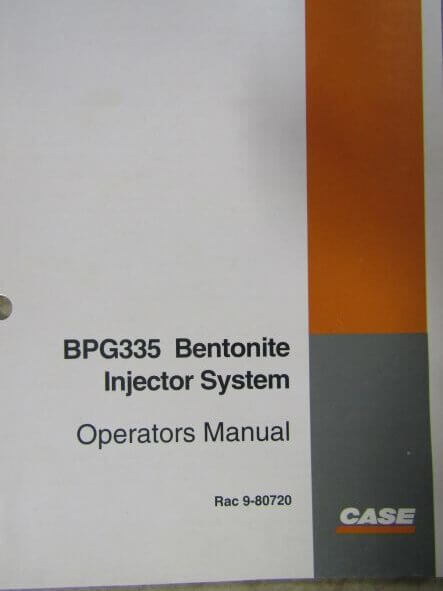 BPG335 Bentonite
Injector System
Operators Manual
Rac 9-80720
CASE